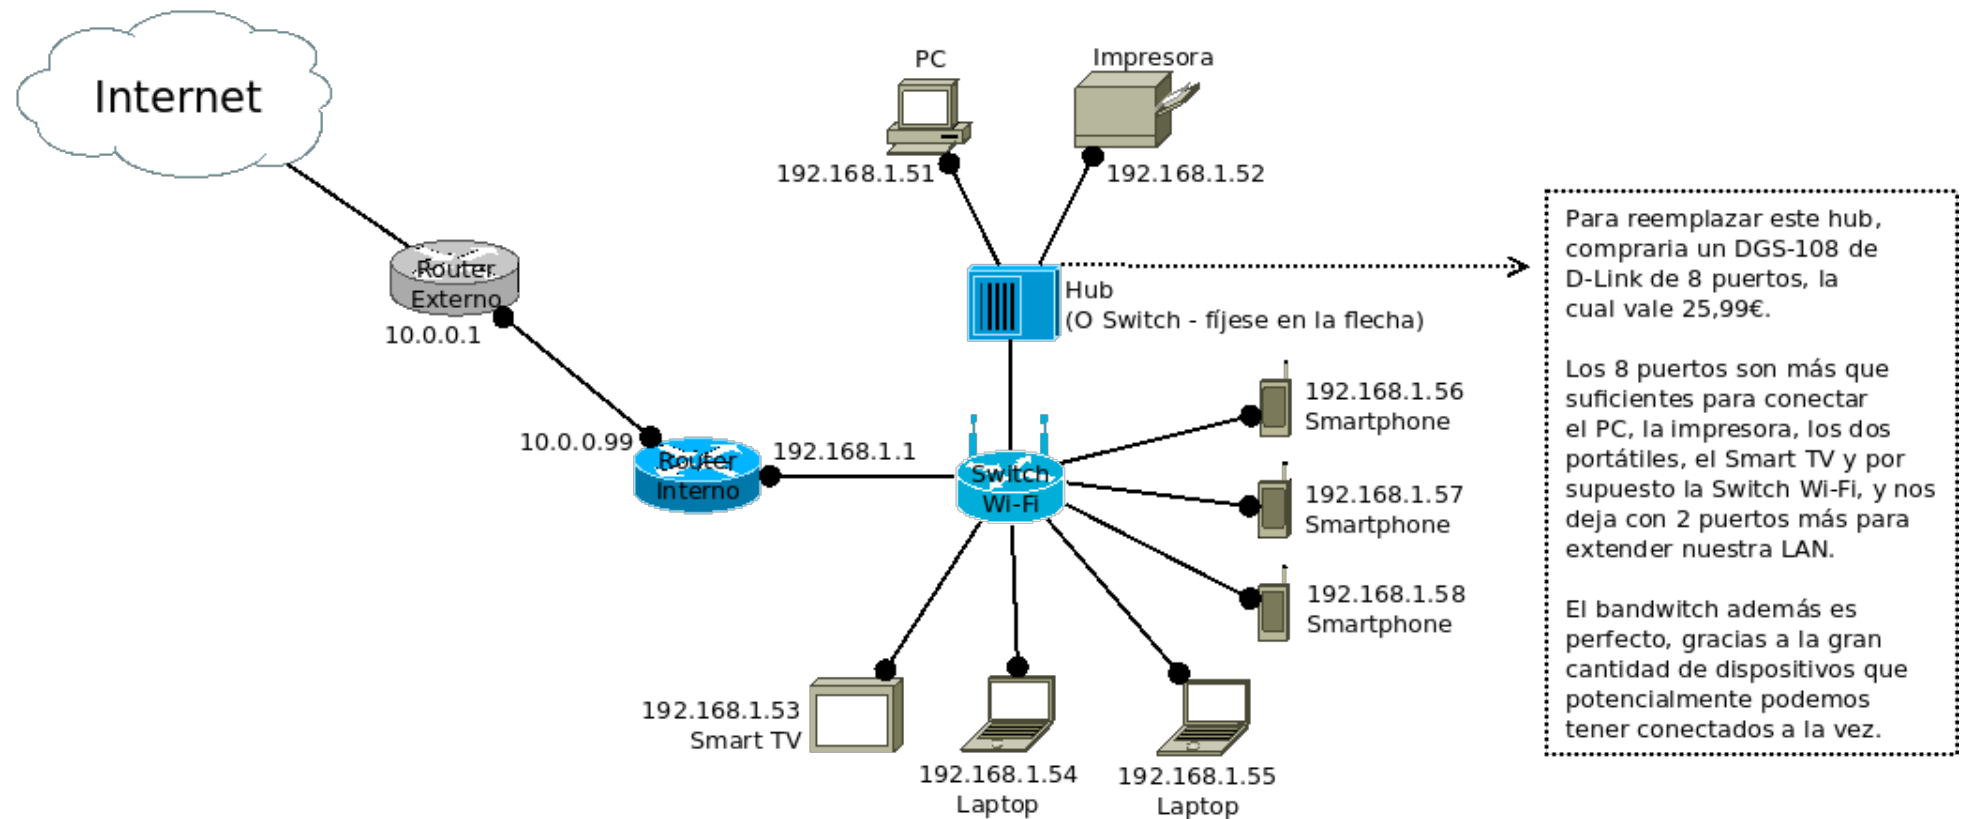 Internet
PC
Impresora
192.168.1.51
192.168.1.52
Router
Externo
10.0.0.1
Hub
(O Switch - fíjese en la flecha)
10.0.0.99
Router
Interno
192.168.1.1
Switch
Wi-Fi
192.168.1.56
Smartphone
192.168.1.57
Smartphone
192.168.1.58
Smartphone
192.168.1.53
Smart TV
192.168.1.54
Laptop
192.168.1.55
Laptop
Para reemplazar este hub,
compraria un DGS-108 de
D-Link de 8 puertos, la
cual vale 25,99€.
Los 8 puertos son más que
suficientes para conectar
el PC, la impresora, los dos
portátiles, el Smart TV y por
supuesto la Switch Wi-Fi, y nos
deja con 2 puertos más para
extender nuestra LAN.
El bandwitch además es
perfecto, gracias a la gran
cantidad de dispositivos que
potencialmente podemos
tener conectados a la vez.